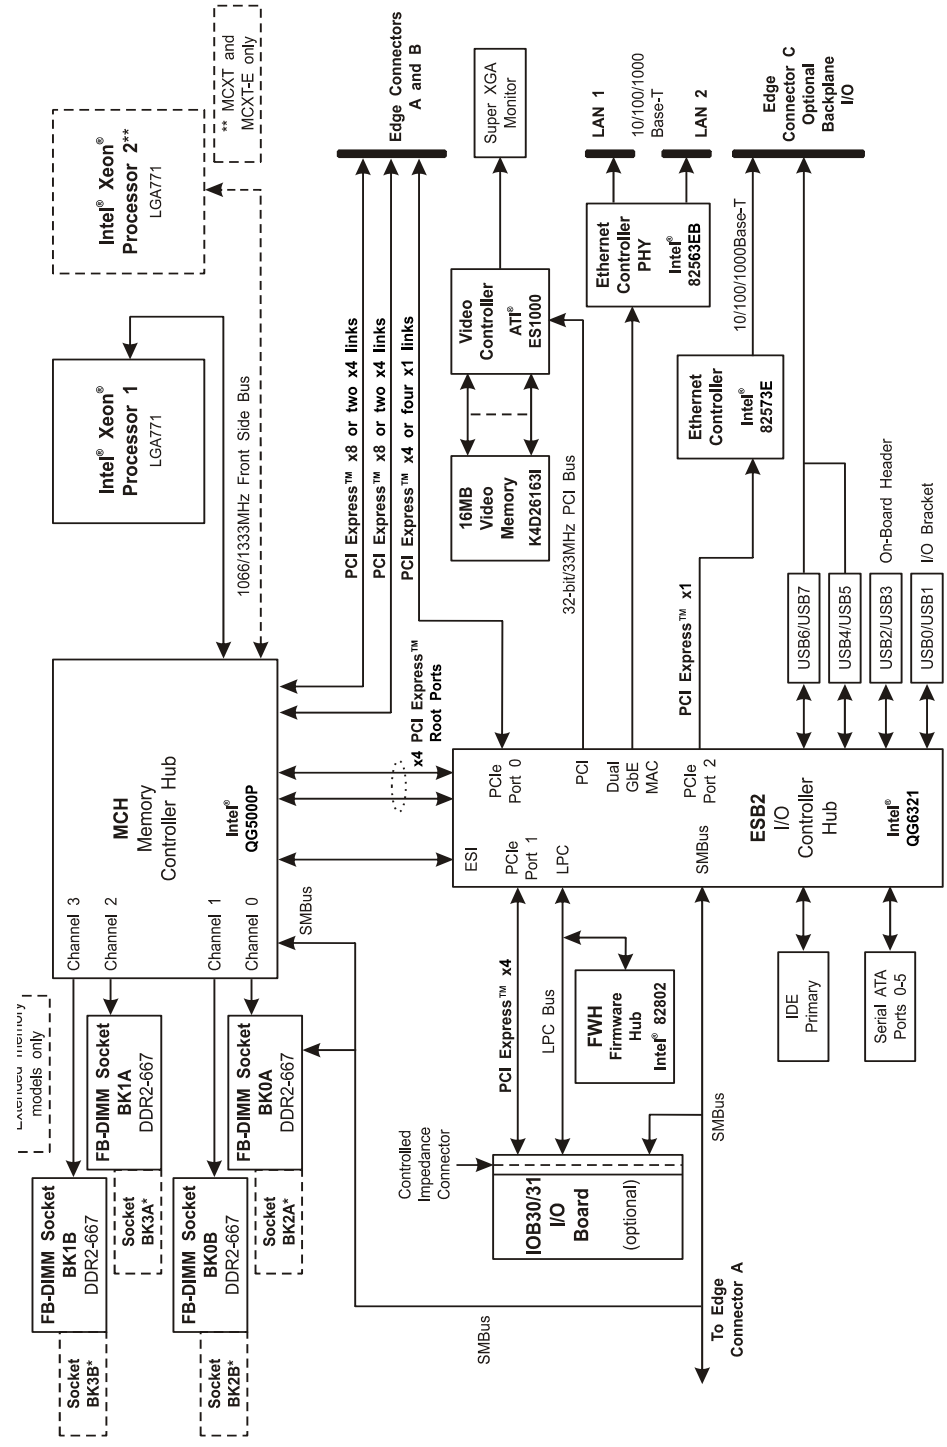 ** MCXT and
MCXT-E only
Intel® Xeon®
Processor 2**
LGA771
Intel® Xeon®
Processor 1
LGA771
1066/1333MHz Front Side Bus
Edge Connectors
A and B
PCI Express™ x8 or two x4 links
PCI Express™ x8 or two x4 links
PCI Express™ x4 or four x1 links
Super XGA
Monitor
Video
Controller
ATI®
ES1000
16MB
Video
Memory
K4D26163I
32-bit/33MHz PCI Bus
LAN 1
10/100/1000
Base-T
LAN 2
Ethernet
Controller
PHY
Intel®
82563EB
Edge
Connector C
Optional
Backplane
I/O
10/100/1000Base-T
Ethernet
Controller
Intel®
82573E
PCI Express™ x1
USB6/USB7
USB4/USB5
USB2/USB3
On-Board Header
USB0/USB1
I/O Bracket
MCH
Memory
Controller Hub
Intel®
QG5000P
Channel 3
Channel 2
Channel 1
Channel 0
SMBus
x4 PCI Express™
Root Ports
ESI
PCIe
Port 0
PCIe
Port 1
LPC
PCI
Dual
GbE
MAC
PCIe
Port 2
SMBus
ESB2
I/O
Controller
Hub
Intel®
QG6321
models only
FB-DIMM Socket
BK1B
DDR2-667
FB-DIMM Socket
BK1A
DDR2-667
FB-DIMM Socket
BK0B
DDR2-667
FB-DIMM Socket
BK0A
DDR2-667
Socket
BK3B*
Socket
BK3A*
Socket
BK2B*
Socket
BK2A*
SMBus
Controlled
Impedance
Connector
IOB30/31
I/O
Board
(optional)
PCI Express™ x4
LPC Bus
FWH
Firmware
Hub
Intel® 82802
SMBus
To Edge
Connector A
IDE
Primary
Serial ATA
Ports 0-5